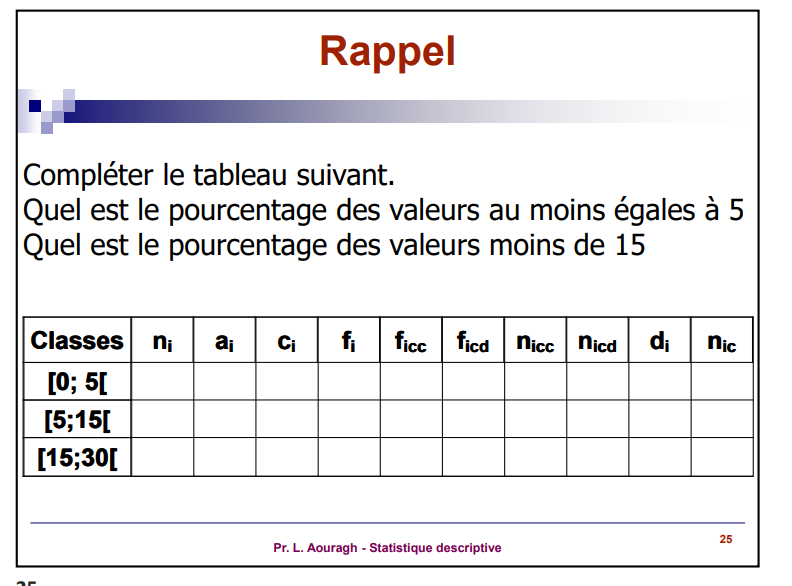 Rappel
Compléter le tableau suivant.
Quel est le pourcentage des valeurs au moins égales à 5
Quel est le pourcentage des valeurs moins de 15
Classes ni ai ci fi ficc ficd nicc nicd di nic
[0; 5[
[5;15[
[15;30[
Pr. L. Aouragh - Statistique descriptive
25